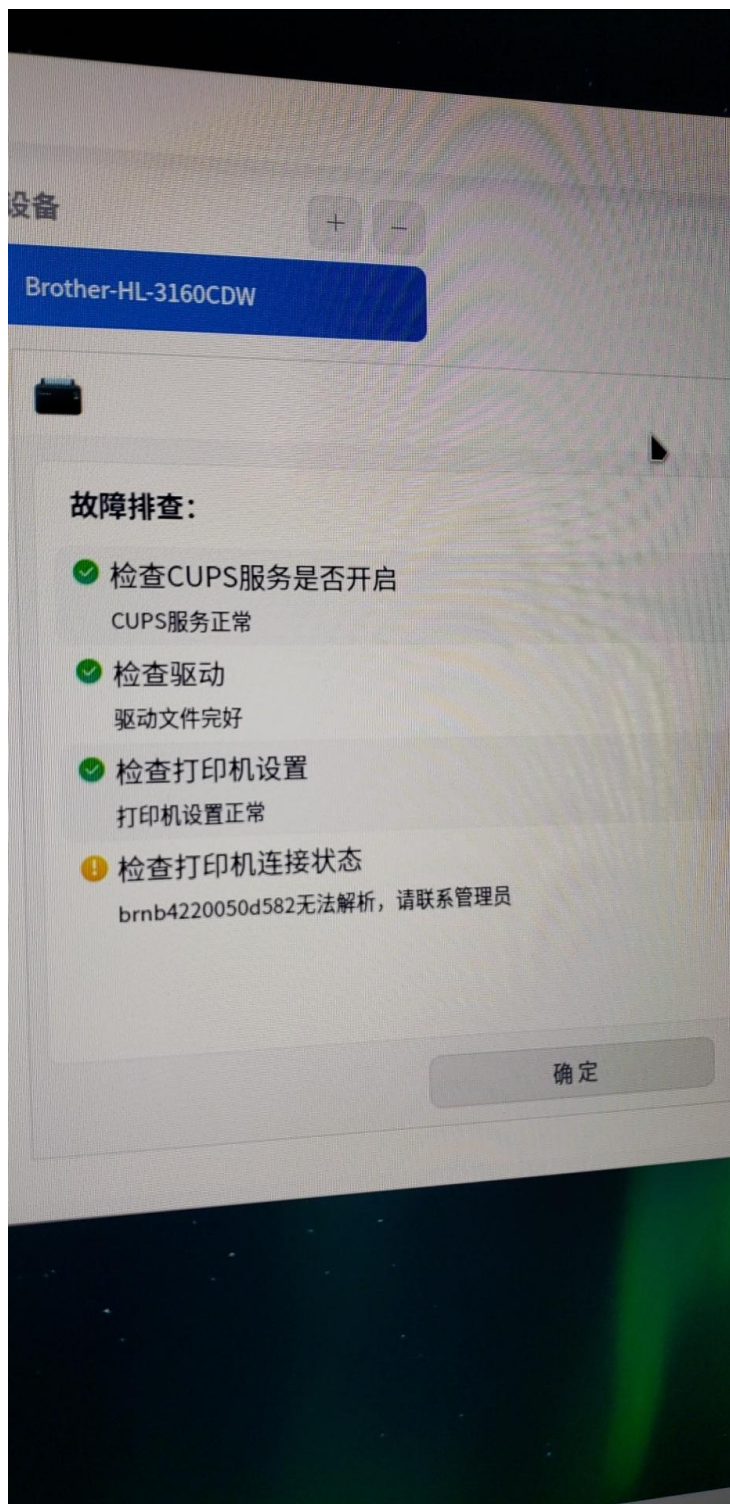 设备
+ -
Brother-HL-3160CDW
故障排查：
检查CUPS服务是否开启
CUPS服务正常
检查驱动
驱动文件完好
检查打印机设置
打印机设置正常
检查打印机连接状态
brnb4220050d582无法解析，请联系管理员
确定